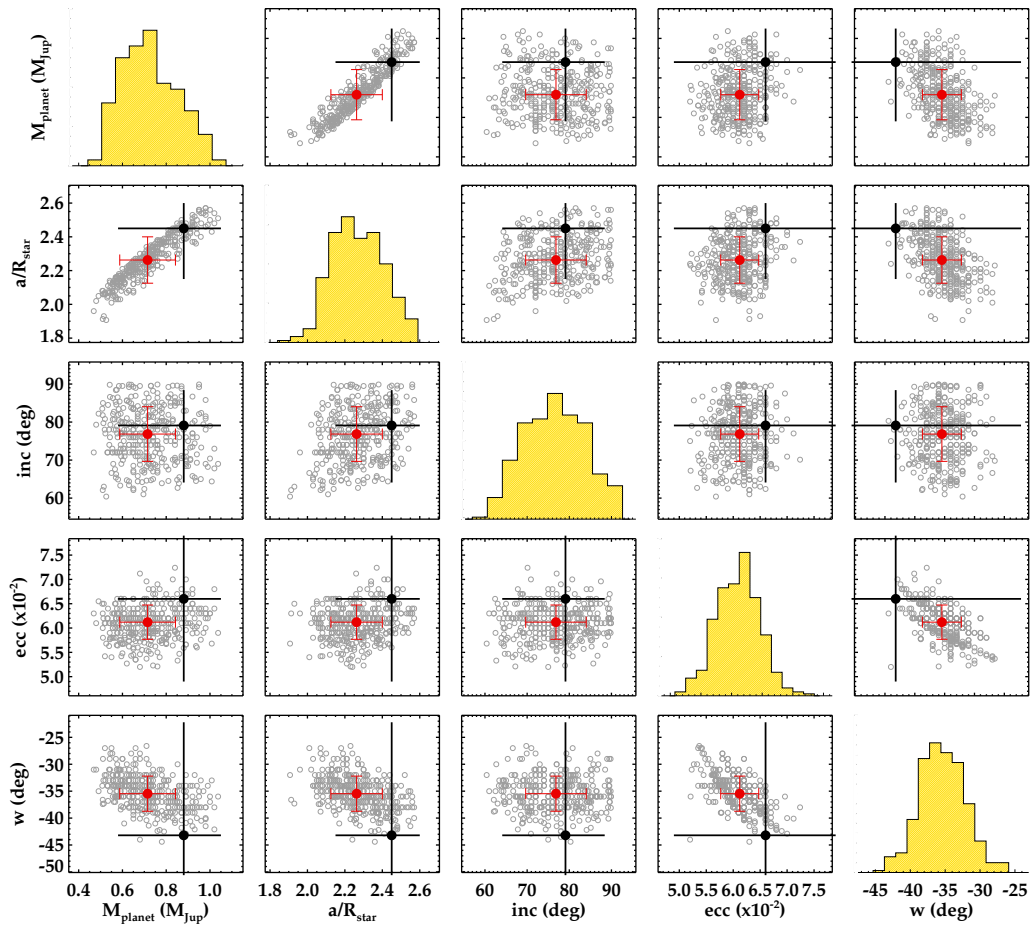 M_planet (M_Jup)
2.6
2.4
2.2
2.0
1.8
a/R_star
90
80
70
60
inc (deg)
7.5
7.0
6.5
6.0
5.5
5.0
ecc (x10^-2)
-25
-30
-35
-40
-45
-50
w (deg)
0.4 0.6 0.8 1.0
1.8 2.0 2.2 2.4 2.6
60 70 80 90
5.0 5.5 6.0 6.5 7.0 7.5
-45 -40 -35 -30 -25
M_planet (M_Jup)
a/R_star
inc (deg)
ecc (x10^-2)
w (deg)